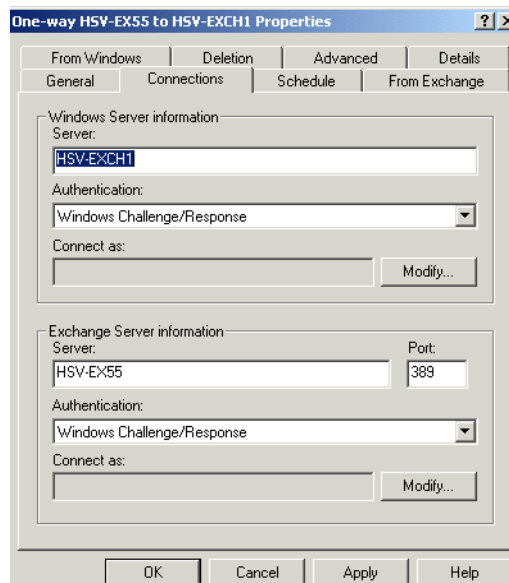 One-way HSV-EX55 to HSV-EXCH1 Properties
From Windows Deletion Advanced Details
General Connections Schedule From Exchange
Windows Server information
Server:
HSV-EXCH1
Authentication:
Windows Challenge/Response
Connect as:
Modify...
Exchange Server information
Server: Port:
HSV-EX55 389
Authentication:
Windows Challenge/Response
Connect as:
Modify...
OK Cancel Apply Help